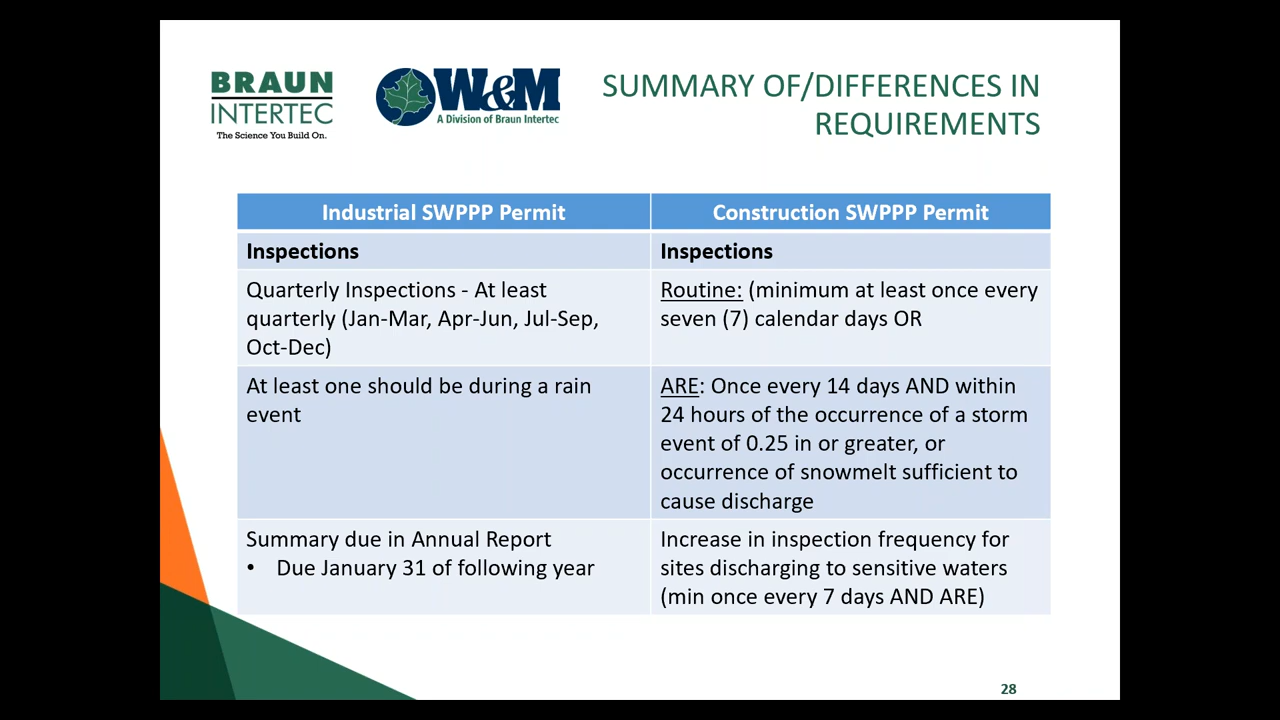 BRAUN
INTERTEC
The Science You Build On.
W&M
A Division of Braun Intertec
SUMMARY OF/DIFFERENCES IN
REQUIREMENTS
Industrial SWPPP Permit
Construction SWPPP Permit
Inspections
Inspections
Quarterly Inspections - At least
quarterly (Jan-Mar, Apr-Jun, Jul-Sep,
Oct-Dec)
Routine: (minimum at least once every
seven (7) calendar days OR
At least one should be during a rain
event
ARE: Once every 14 days AND within
24 hours of the occurrence of a storm
event of 0.25 in or greater, or
occurrence of snowmelt sufficient to
cause discharge
Summary due in Annual Report
• Due January 31 of following year
Increase in inspection frequency for
sites discharging to sensitive waters
(min once every 7 days AND ARE)
28